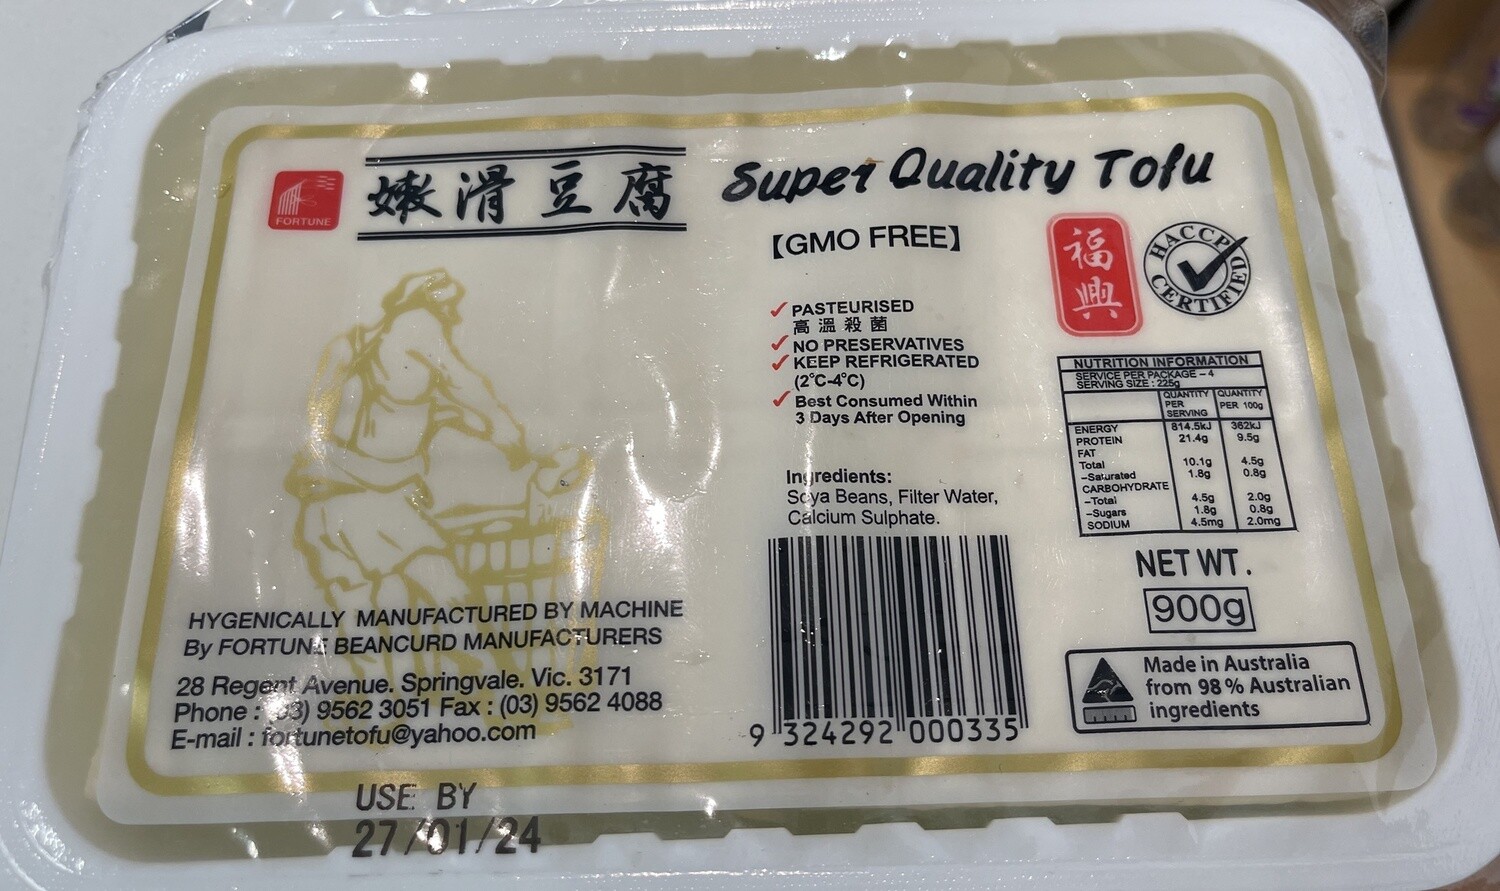 FORTUNE
嫩滑豆腐
Super Quality Tofu
【GMO FREE】
福興
HACCP CERTIFIED
PASTEURISED
高溫殺菌
NO PRESERVATIVES
KEEP REFRIGERATED
(2°C-4°C)
Best Consumed Within
3 Days After Opening
Ingredients:
Soya Beans, Filter Water,
Calcium Sulphate.
9 324292 000335
NUTRITION INFORMATION
SERVICE PER PACKAGE – 4
SERVING SIZE : 225g
QUANTITY PER SERVING QUANTITY PER 100g
ENERGY 814.5kJ 362kJ
PROTEIN 21.4g 9.5g
FAT
Total 10.1g 4.5g
–Saturated 1.8g 0.8g
CARBOHYDRATE
–Total 4.5g 2.0g
–Sugars 1.8g 0.8g
SODIUM 4.5mg 2.0mg
NET WT.
900g
Made in Australia
from 98% Australian
ingredients
HYGENICALLY MANUFACTURED BY MACHINE
By FORTUNE BEANCURD MANUFACTURERS
28 Regent Avenue. Springvale. Vic. 3171
Phone : (03) 9562 3051 Fax : (03) 9562 4088
E-mail : fortunetofu@yahoo.com
USE BY
27/01/24